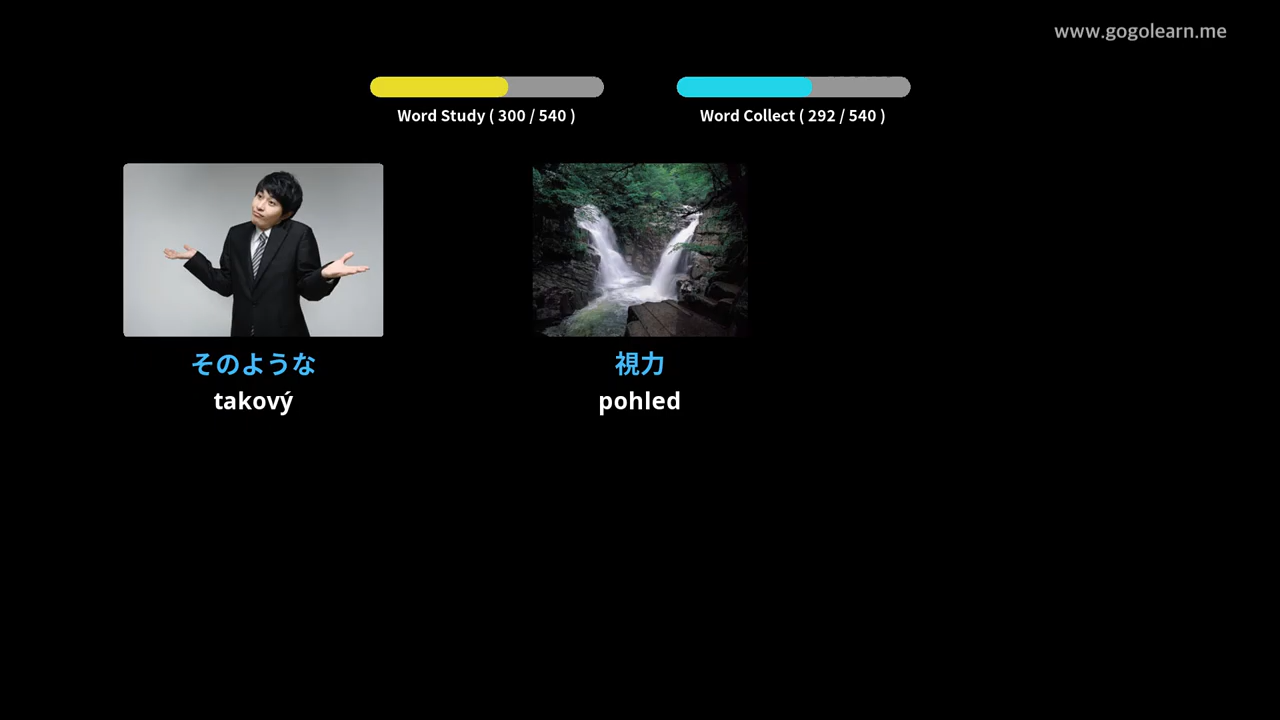 www.gogolearn.me
Word Study ( 300 / 540 )
Word Collect ( 292 / 540 )
そのような
takový
視力
pohled